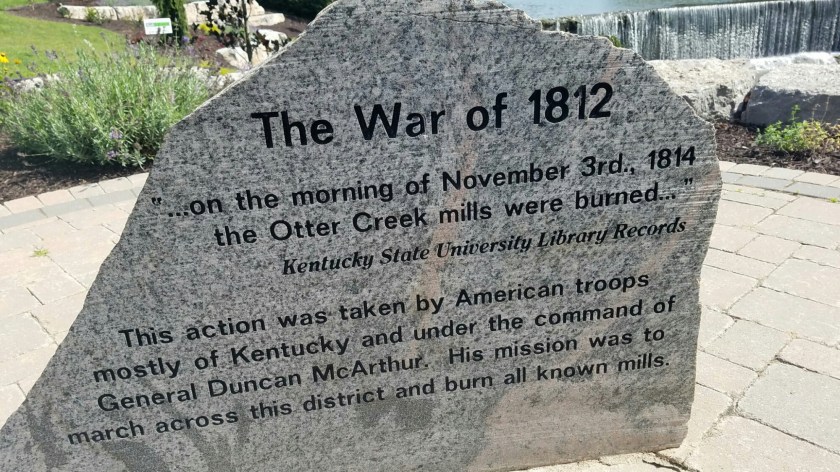 The War of 1812
"...on the morning of November 3rd., 1814
the Otter Creek mills were burned..."
Kentucky State University Library Records
This action was taken by American troops
mostly of Kentucky and under the command of
General Duncan McArthur. His mission was to
march across this district and burn all known mills.